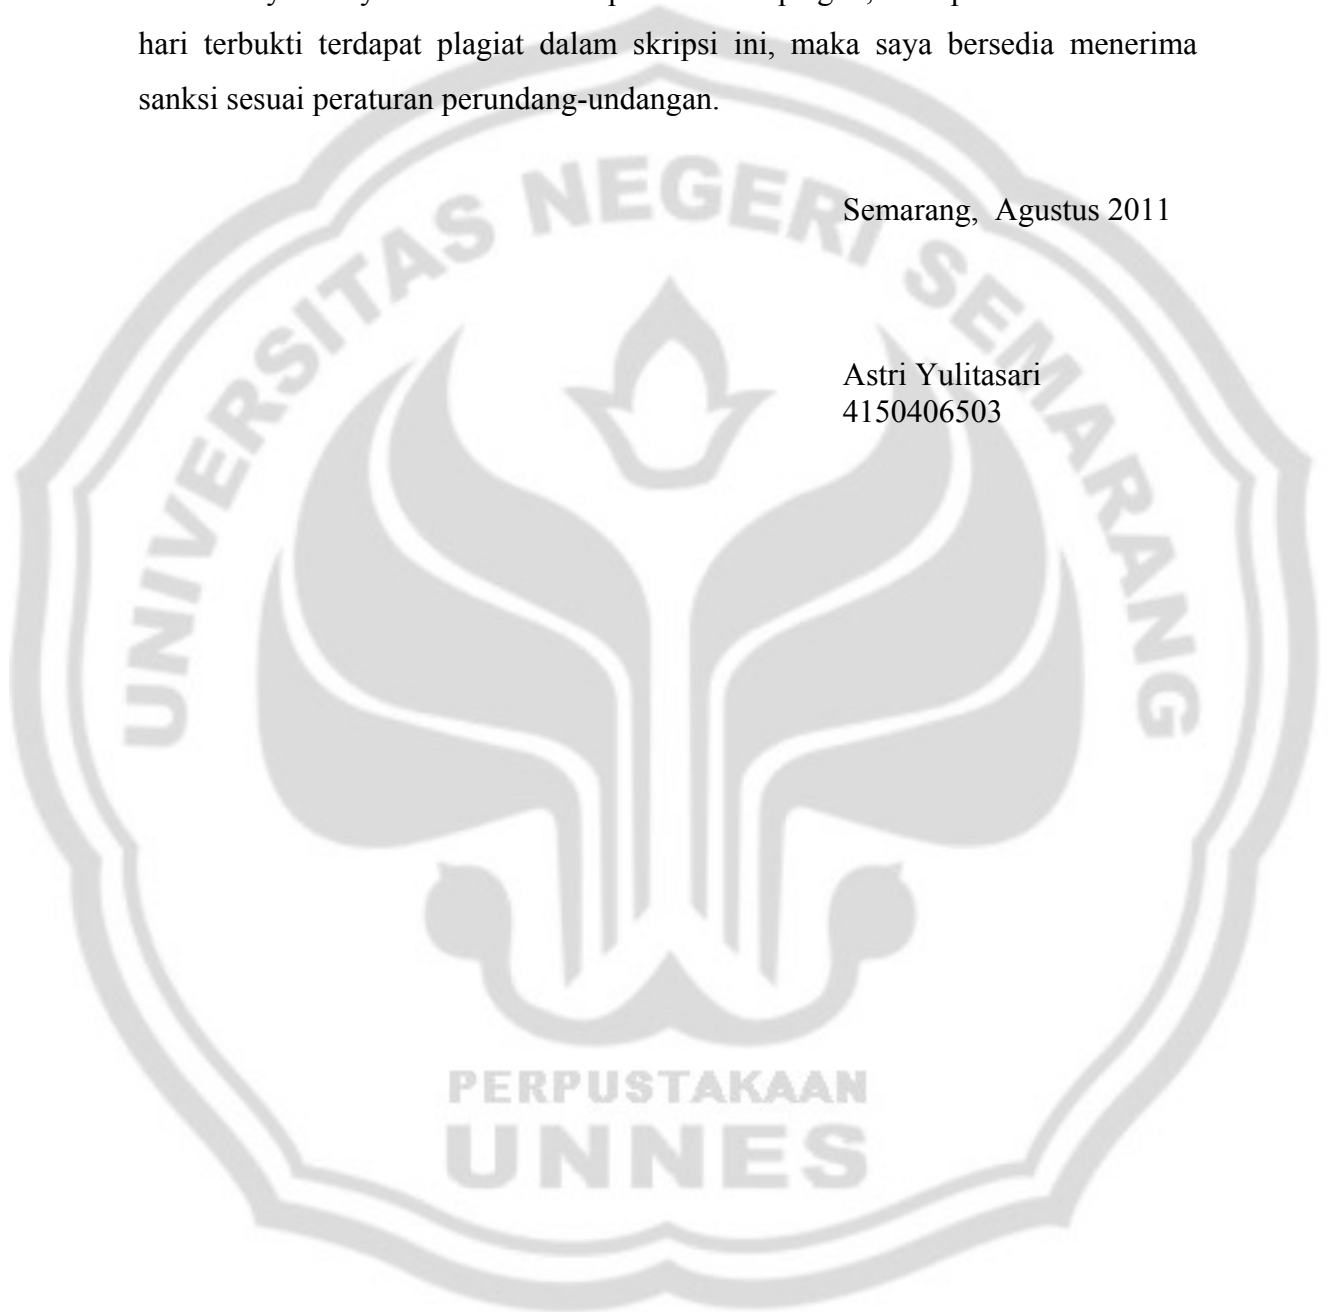 hari terbukti terdapat plagiat dalam skripsi ini, maka saya bersedia menerima
sanksi sesuai peraturan perundang-undangan.
Semarang, Agustus 2011
Astri Yulitasari
4150406503
UNIVERSITAS NEGERI SEMARANG
PERPUSTAKAAN
UNNES